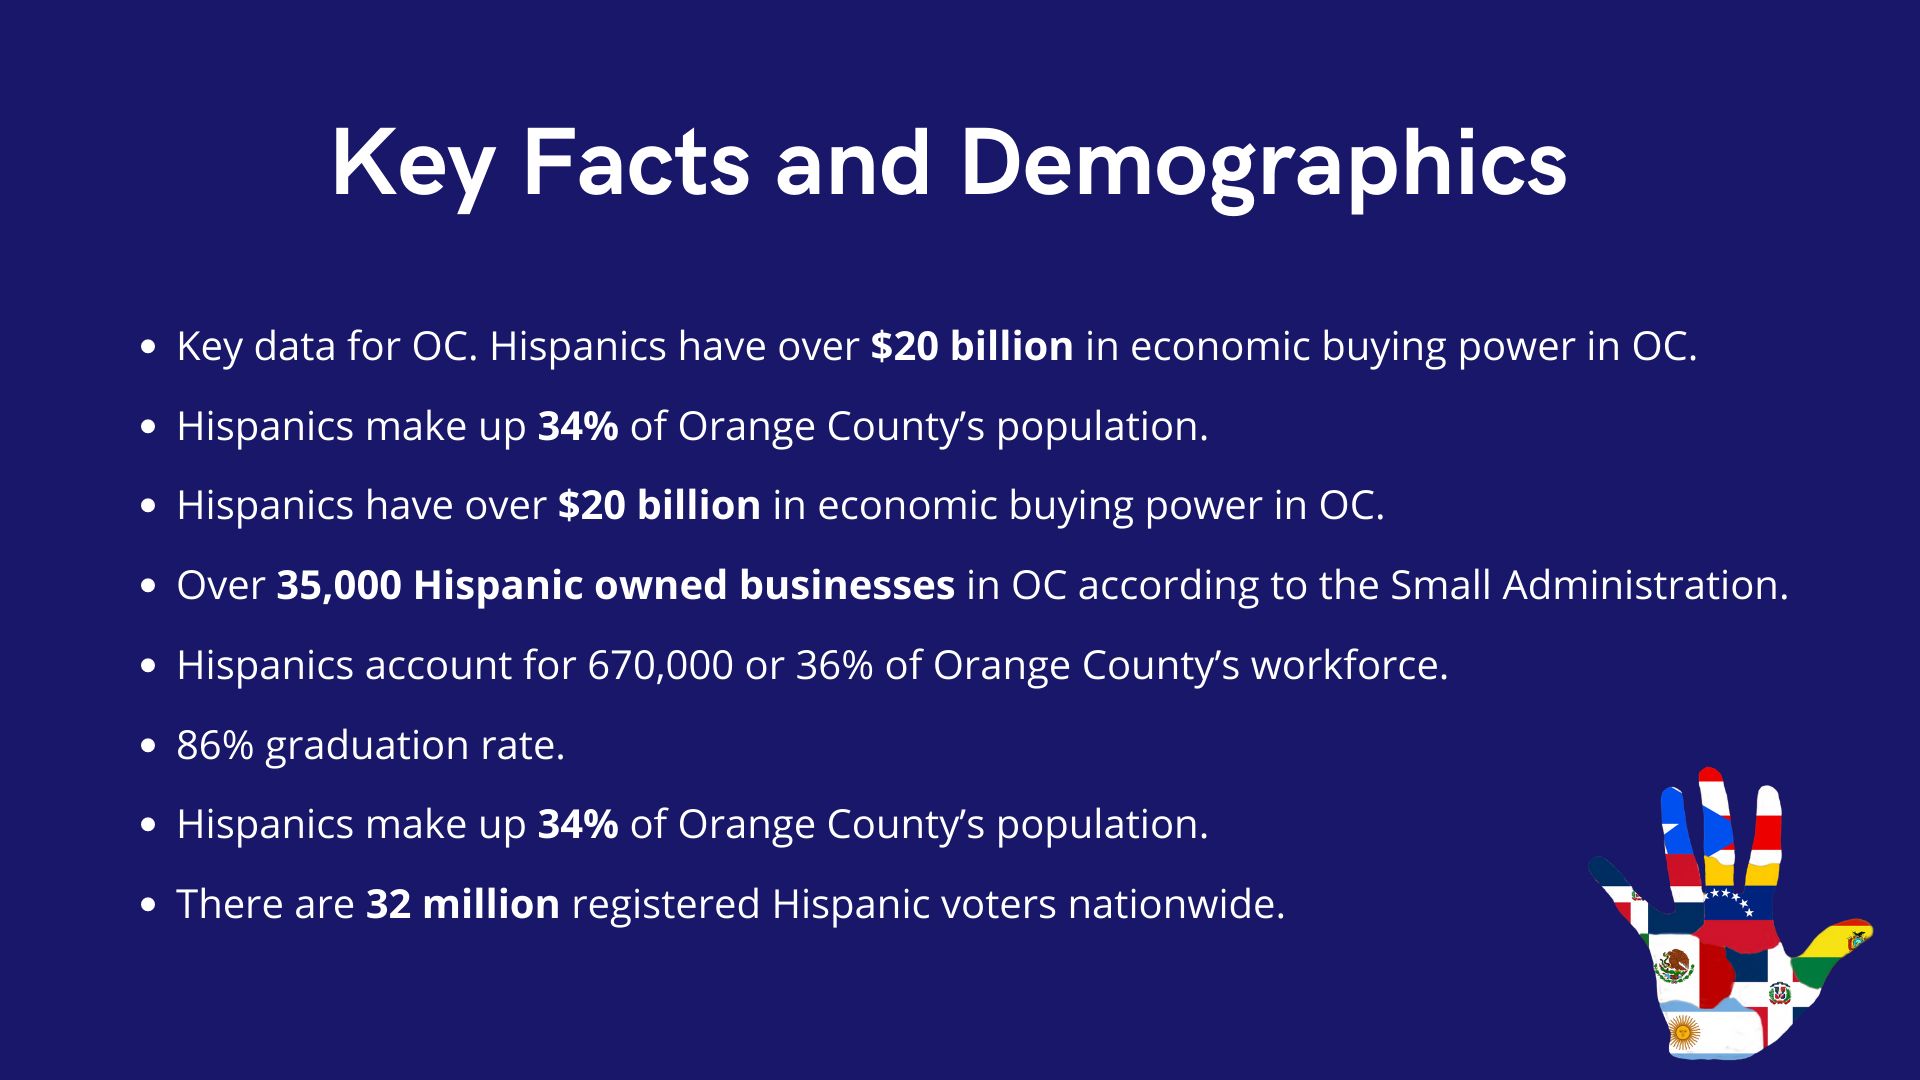 Key Facts and Demographics
• Key data for OC. Hispanics have over $20 billion in economic buying power in OC.
• Hispanics make up 34% of Orange County’s population.
• Hispanics have over $20 billion in economic buying power in OC.
• Over 35,000 Hispanic owned businesses in OC according to the Small Administration.
• Hispanics account for 670,000 or 36% of Orange County’s workforce.
• 86% graduation rate.
• Hispanics make up 34% of Orange County’s population.
• There are 32 million registered Hispanic voters nationwide.